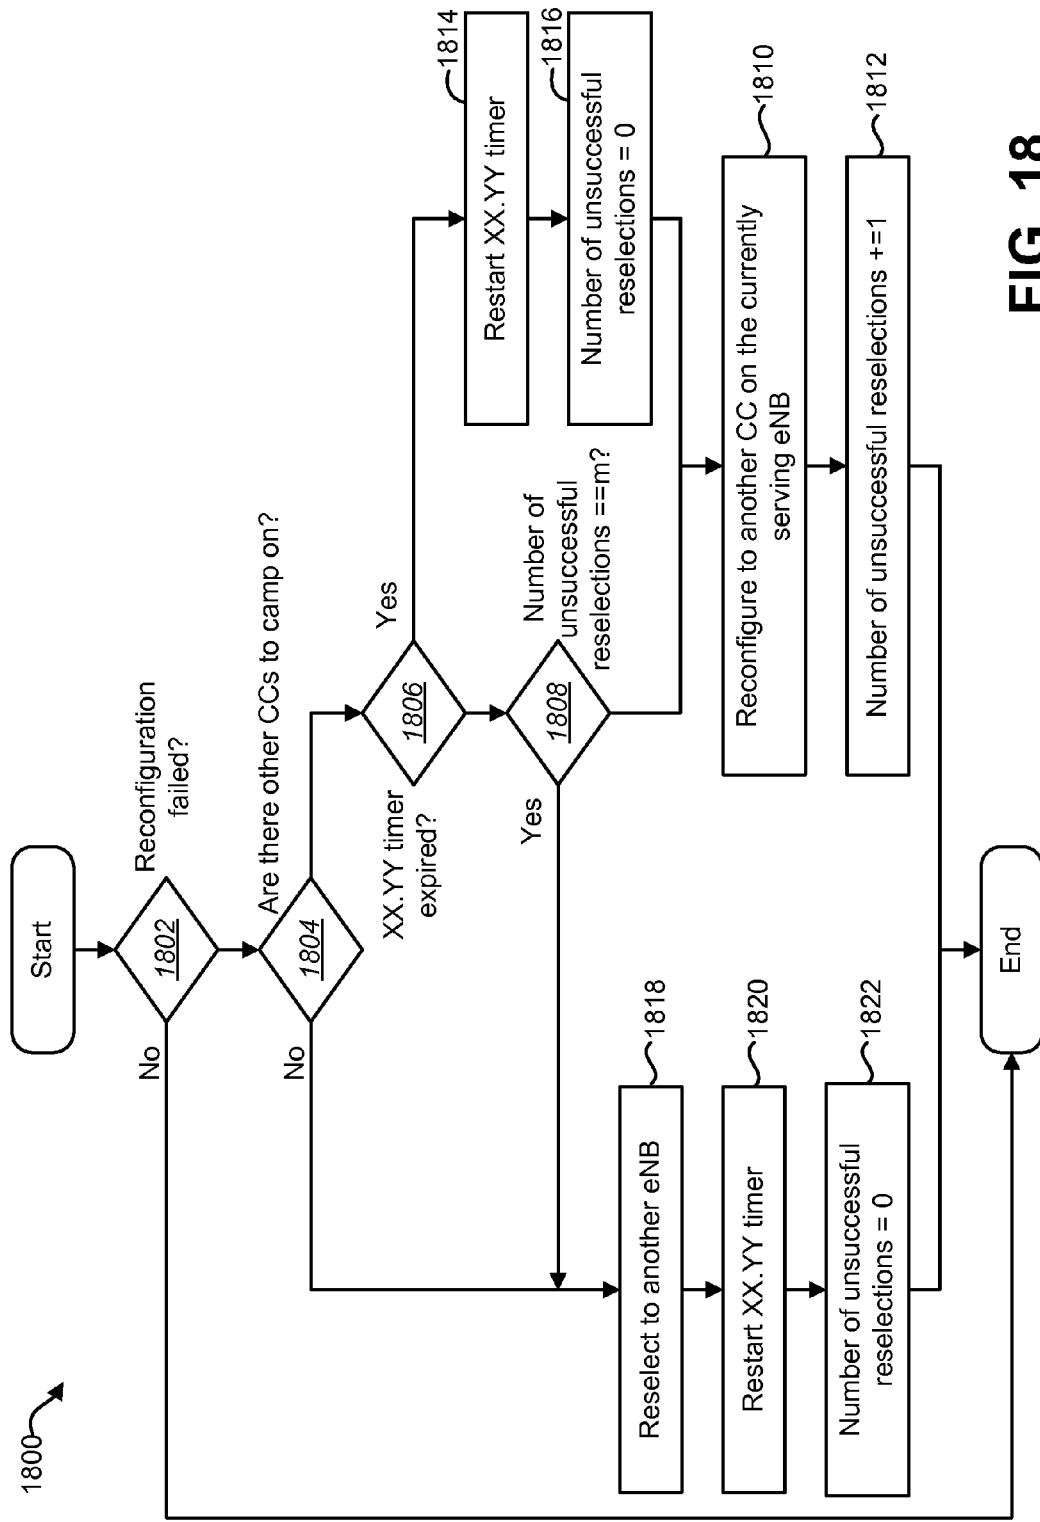 1800
Start
Reconfiguration
failed?
1802
No
Are there other CCs to camp on?
1804
No
Yes
XX.YY timer
expired?
1806
1814
Restart XX.YY timer
1816
Number of unsuccessful
reselections = 0
Number of
unsuccessful
reselections ==m?
1808
Yes
1818
Reselect to another eNB
1820
Restart XX.YY timer
1822
Number of unsuccessful
reselections = 0
1810
Reconfigure to another CC on the currently
serving eNB
1812
Number of unsuccessful reselections +=1
End
FIG. 18